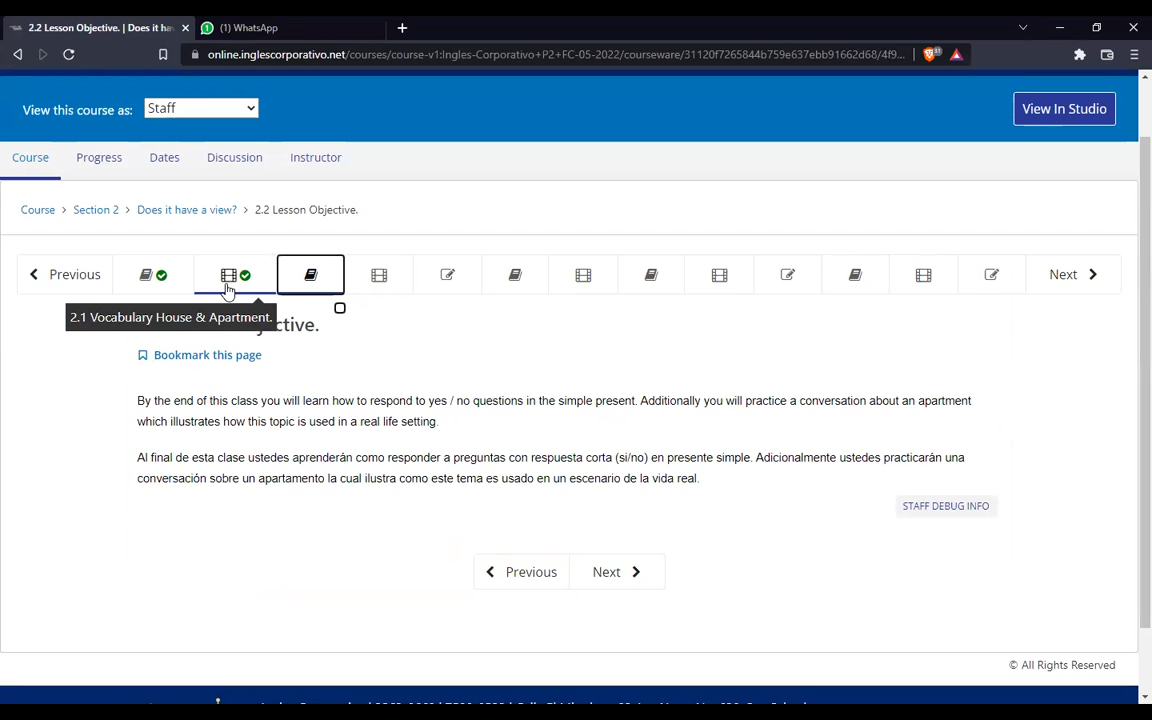 2.2 Lesson Objective. | Does it ha
(1) WhatsApp
online.inglescorporativo.net/courses/course-v1:Ingles-Corporativo+P2+FC-05-2022/courseware/31120f7265844b759e637ebb91662d68/4f9...
View this course as:
Staff
View In Studio
Course
Progress
Dates
Discussion
Instructor
Course > Section 2 > Does it have a view? > 2.2 Lesson Objective.
Previous
Next
2.1 Vocabulary House & Apartment.
ective.
Bookmark this page
By the end of this class you will learn how to respond to yes / no questions in the simple present. Additionally you will practice a conversation about an apartment
which illustrates how this topic is used in a real life setting.
Al final de esta clase ustedes aprenderán como responder a preguntas con respuesta corta (si/no) en presente simple. Adicionalmente ustedes practicarán una
conversación sobre un apartamento la cual ilustra como este tema es usado en un escenario de la vida real.
STAFF DEBUG INFO
Previous
Next
© All Rights Reserved